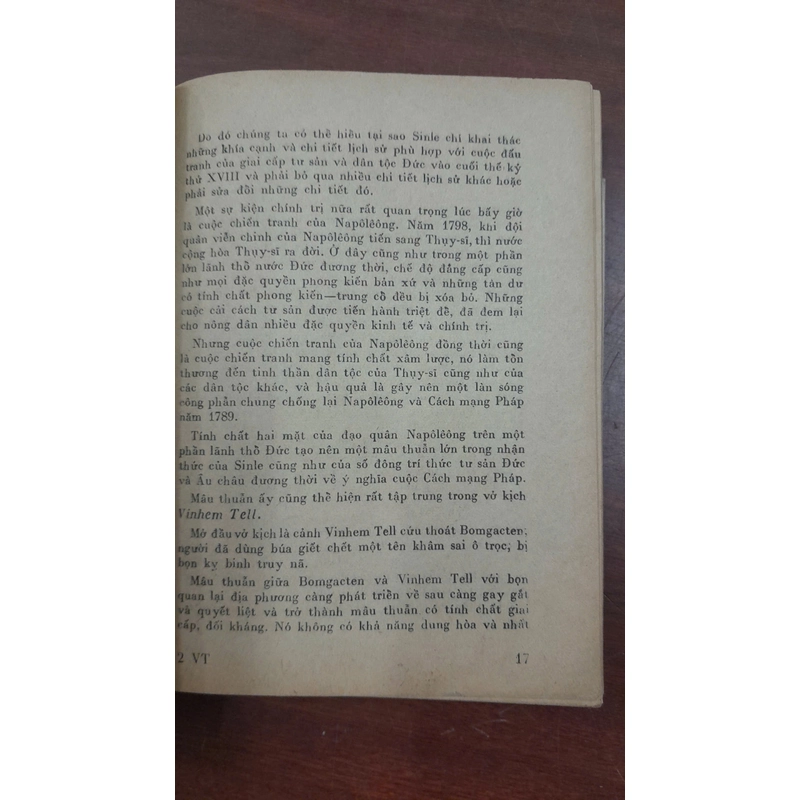 Do đó chúng ta có thể hiểu tại sao Sinle chỉ khai thác
những khía cạnh và chi tiết lịch sử phù hợp với cuộc đấu
tranh của giai cấp tư sản và dân tộc Đức vào cuối thế kỷ
thứ XVIII và phải bỏ qua nhiều chi tiết lịch sử khác hoặc
phải sửa đổi những chi tiết đó.
Một sự kiện chính trị nữa rất quan trọng lúc bấy giờ
là cuộc chiến tranh của Napôlêông. Năm 1798, khi đội
quân viễn chinh của Napôlêông tiến sang Thụy-sĩ, thì nước
cộng hòa Thụy-sĩ ra đời. Ở đây cũng như trong một phần
lớn lãnh thổ nước Đức đương thời, chế độ đẳng cấp cũng
như mọi đặc quyền phong kiến bản xứ và những tàn dư
có tính chất phong kiến—trung cổ đều bị xóa bỏ. Những
cuộc cải cách tư sản được tiến hành triệt để, đã đem lại
cho nông dân nhiều đặc quyền kinh tế và chính trị.
Nhưng cuộc chiến tranh của Napôlêông đồng thời cũng
là cuộc chiến tranh mang tính chất xâm lược, nó làm tổn
thương đến tinh thần dân tộc của Thụy-sĩ cũng như của
các dân tộc khác, và hậu quả là gây nên một làn sóng
công phẫn chung chống lại Napôlêông và Cách mạng Pháp
năm 1789.
Tính chất hai mặt của đạo quân Napôlêông trên một
phần lãnh thổ Đức tạo nên một mâu thuẫn lớn trong nhận
thức của Sinle cũng như của số đông trí thức tư sản Đức
và Âu châu đương thời về ý nghĩa cuộc Cách mạng Pháp.
Mâu thuẫn ấy cũng thể hiện rất tập trung trong vở kịch
Vinhem Tell.
Mở đầu vở kịch là cảnh Vinhem Tell cứu thoát Bomgacten,
người đã dùng búa giết chết một tên khâm sai ô trọc, bị
bọn kỵ binh truy nã.
Mâu thuẫn giữa Bomgacten và Vinhem Tell với bọn
quan lại địa phương càng phát triển về sau càng gay gắt
và quyết liệt và trở thành mâu thuẫn có tính chất giai
cấp, đối kháng. Nó không có khả năng dung hòa và nhất
2 VT 17